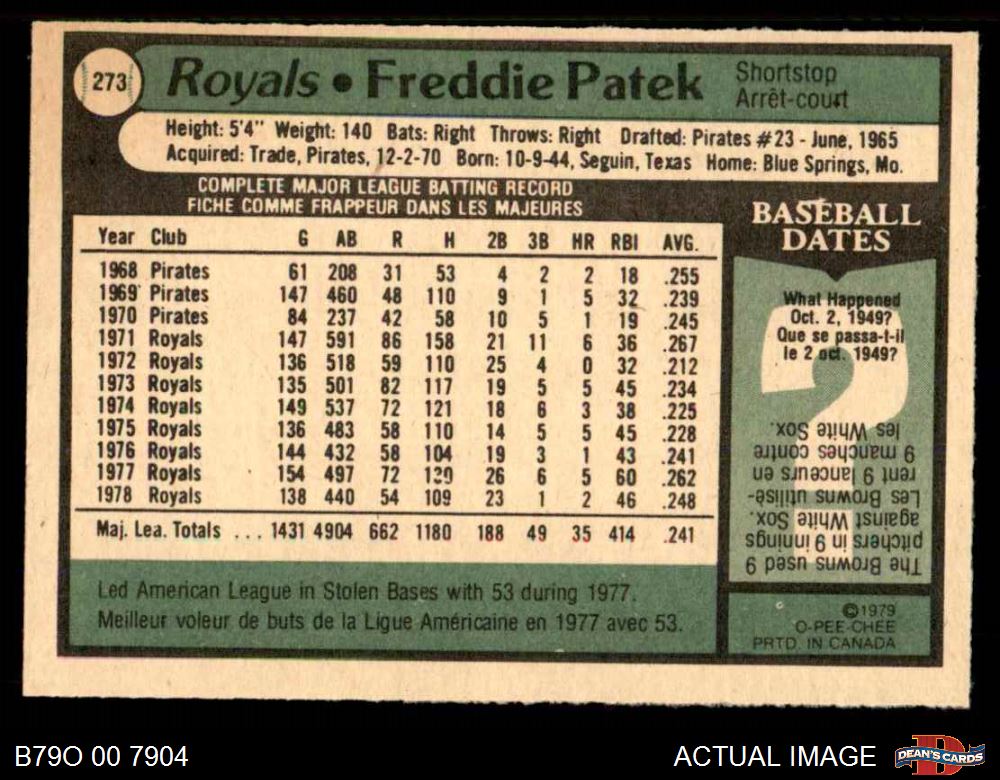 273
Royals • Freddie Patek
Shortstop
Arrêt-court
Height: 5'4" Weight: 140 Bats: Right Throws: Right Drafted: Pirates #23 - June, 1965
Acquired: Trade, Pirates, 12-2-70 Born: 10-9-44, Seguin, Texas Home: Blue Springs, Mo.
COMPLETE MAJOR LEAGUE BATTING RECORD
FICHE COMME FRAPPEUR DANS LES MAJEURES
Year Club G AB R H 2B 3B HR RBI AVG.
1968 Pirates 61 208 31 53 4 2 2 18 .255
1969 Pirates 147 460 48 110 9 1 5 32 .239
1970 Pirates 84 237 42 58 10 5 1 19 .245
1971 Royals 147 591 86 158 21 11 6 36 .267
1972 Royals 136 518 59 110 25 4 0 32 .212
1973 Royals 135 501 82 117 19 5 5 45 .234
1974 Royals 149 537 72 121 18 6 3 38 .225
1975 Royals 136 483 58 110 14 5 5 45 .228
1976 Royals 144 432 58 104 19 3 1 43 .241
1977 Royals 154 497 72 130 26 6 5 60 .262
1978 Royals 138 440 54 109 23 1 2 46 .248
Maj. Lea. Totals ... 1431 4904 662 1180 188 49 35 414 .241
Led American League in Stolen Bases with 53 during 1977.
Meilleur voleur de buts de la Ligue Américaine en 1977 avec 53.
BASEBALL
DATES
What Happened
Oct. 2, 1949?
Que se passa-t-il
le 2 oct. 1949?
The Browns used 9
pitchers in 9 innings
against White Sox.
Les Browns utilisè-
rent 9 lanceurs en
9 manches contre
les White Sox.
©1979
O-PEE-CHEE
PRTD. IN CANADA
B79O 00 7904
ACTUAL IMAGE
DEAN'S CARDS